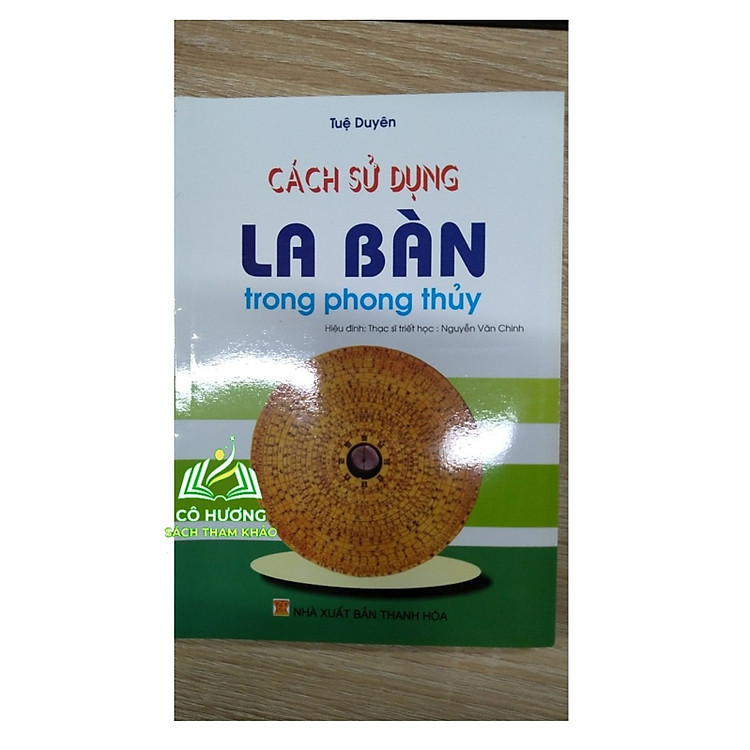 Tuệ Duyên
CÁCH SỬ DỤNG
LA BÀN
trong phong thủy
Hiệu đính: Thạc sĩ triết học : Nguyễn Văn Chinh
CÔ HƯƠNG
SÁCH THAM KHẢO
NHÀ XUẤT BẢN THANH HÓA